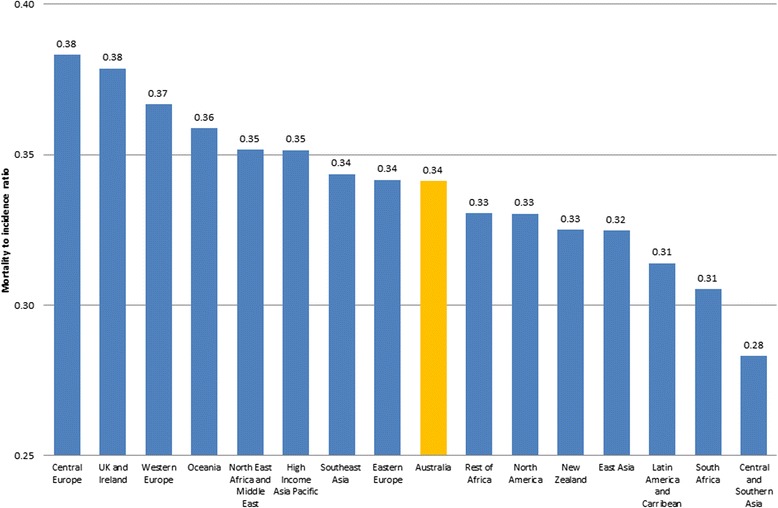 0.40
0.35
0.30
0.25
Mortality to incidence ratio
0.38
0.38
0.37
0.36
0.35
0.35
0.34
0.34
0.34
0.33
0.33
0.33
0.32
0.31
0.31
0.28
Central
Europe
UK and
Ireland
Western
Europe
Oceania
North East
Africa and
Middle
East
High
Income
Asia Pacific
Southeast
Asia
Eastern
Europe
Australia
Rest of
Africa
North
America
New
Zealand
East Asia
Latin
America
and
Carribean
South
Africa
Central
and
Southern
Asia